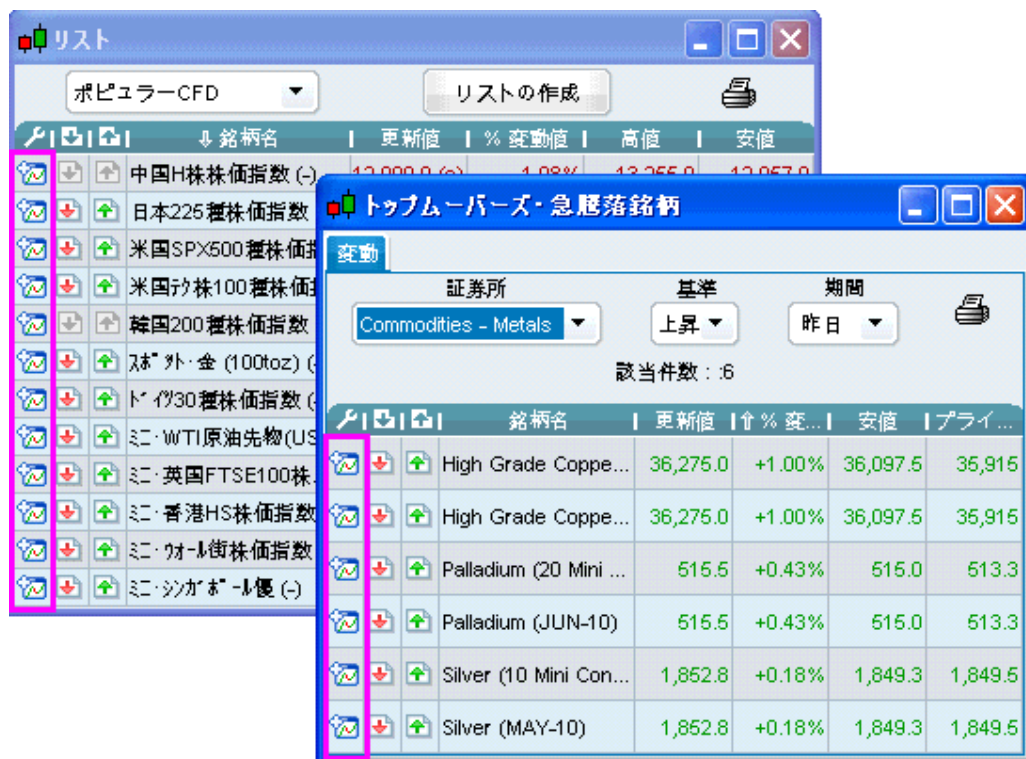 リスト
ポピュラーCFD リストの作成
銘柄名 更新値 % 変動値 高値 安値
中国H株株価指数 (-)
日本225種株価指数
米国SPX500種株価指
米国テク株100種株価指
韓国200種株価指数
スポット・金 (100toz) (-
ドイツ30種株価指数 (-
ミニ・WTI原油先物(US
ミニ・英国FTSE100株
ミニ・香港HS株価指数
ミニ・ウォール街株価指数
ミニ・シンガポール優 (-)
トップムーバーズ・急騰落銘柄
変動
証券所 基準 期間
Commodities - Metals 上昇 昨日
該当件数 : :6
銘柄名 更新値 % 変... 安値 プライ...
High Grade Coppe... 36,275.0 +1.00% 36,097.5 35,915
High Grade Coppe... 36,275.0 +1.00% 36,097.5 35,915
Palladium (20 Mini ... 515.5 +0.43% 515.0 513.3
Palladium (JUN-10) 515.5 +0.43% 515.0 513.3
Silver (10 Mini Con... 1,852.8 +0.18% 1,849.3 1,849.5
Silver (MAY-10) 1,852.8 +0.18% 1,849.3 1,849.5